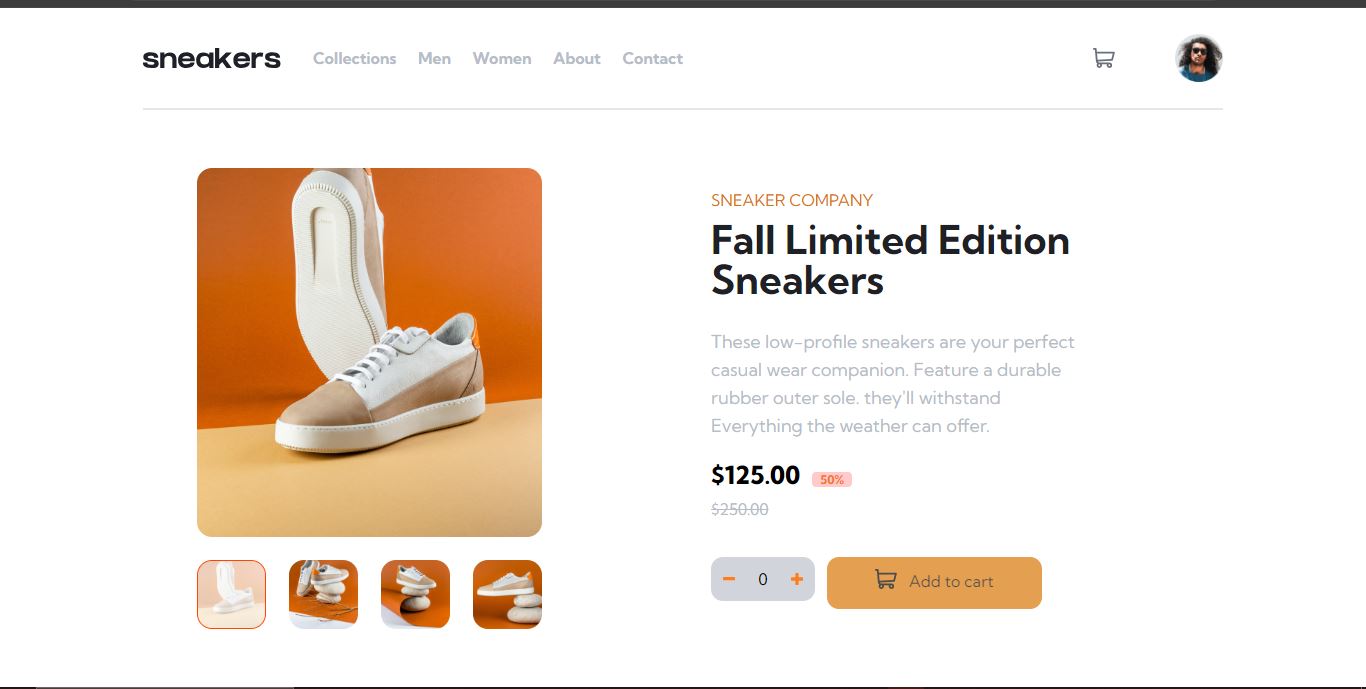 sneakers Collections Men Women About Contact
SNEAKER COMPANY
Fall Limited Edition
Sneakers
These low-profile sneakers are your perfect
casual wear companion. Feature a durable
rubber outer sole. they'll withstand
Everything the weather can offer.
$125.00 50%
$250.00
0 Add to cart